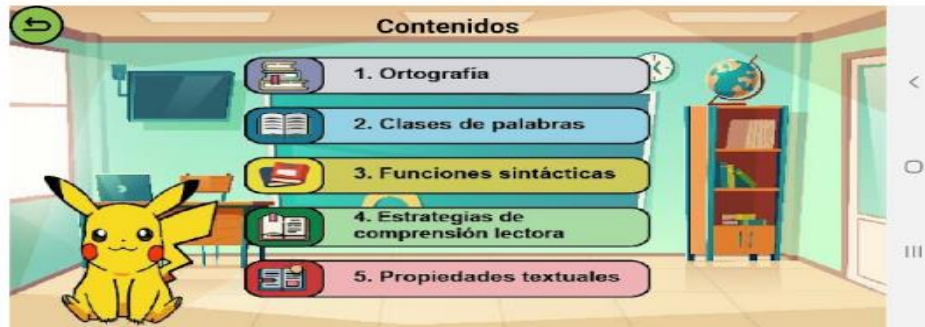 Contenidos
1. Ortografía
2. Clases de palabras
3. Funciones sintácticas
4. Estrategias de
comprensión lectora
5. Propiedades textuales